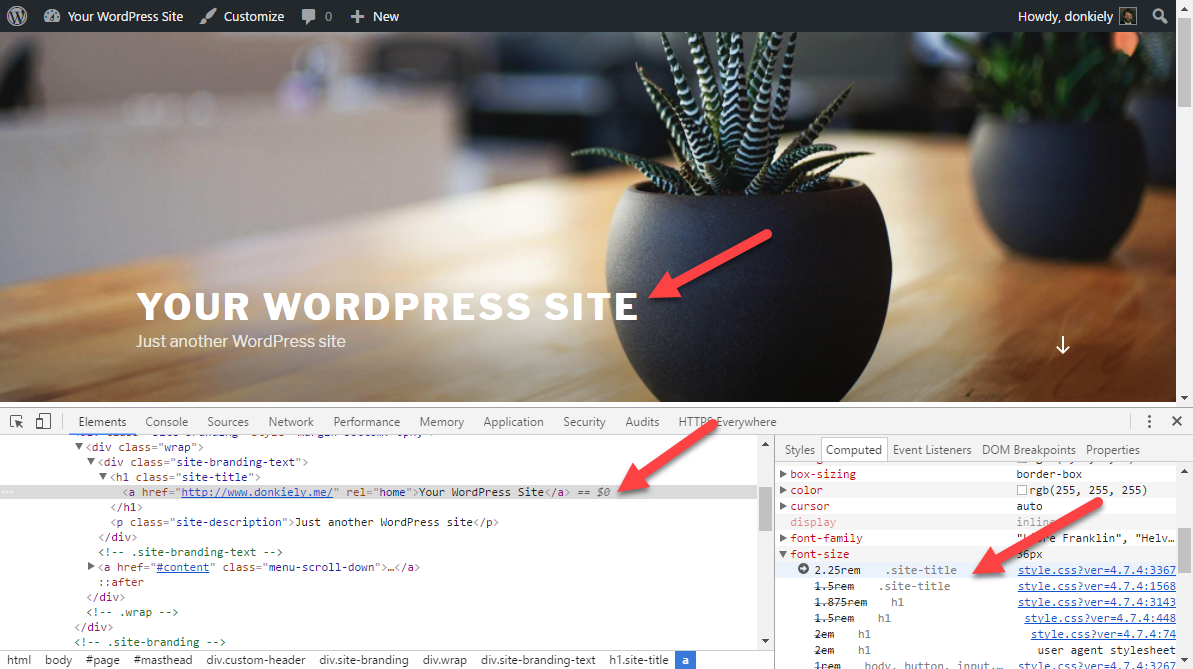 Your WordPress Site Customize 0 New Howdy, donkiely
YOUR WORDPRESS SITE
Just another WordPress site
Elements Console Sources Network Performance Memory Application Security Audits HTTPS Everywhere
<div class="wrap">
<div class="site-branding-text">
<h1 class="site-title">
<a href="http://www.donkiely.me/" rel="home">Your WordPress Site</a> == $0
</h1>
<p class="site-description">Just another WordPress site</p>
</div>
<!-- .site-branding-text -->
<a href="#content" class="menu-scroll-down">…</a>
::after
</div>
<!-- .wrap -->
</div>
<!-- .site-branding -->
html body #page #masthead div.custom-header div.site-branding div.wrap div.site-branding-text h1.site-title a
Styles Computed Event Listeners DOM Breakpoints Properties
box-sizing border-box
color rgb(255, 255, 255)
cursor auto
display inline
font-family Franklin", "Helv…
font-size 36px
2.25rem .site-title style.css?ver=4.7.4:3367
1.5rem .site-title style.css?ver=4.7.4:1568
1.875rem h1 style.css?ver=4.7.4:3143
1.5rem h1 style.css?ver=4.7.4:448
2em h1 style.css?ver=4.7.4:74
2em h1 user agent stylesheet
1rem body, button, input,… style.css?ver=4.7.4